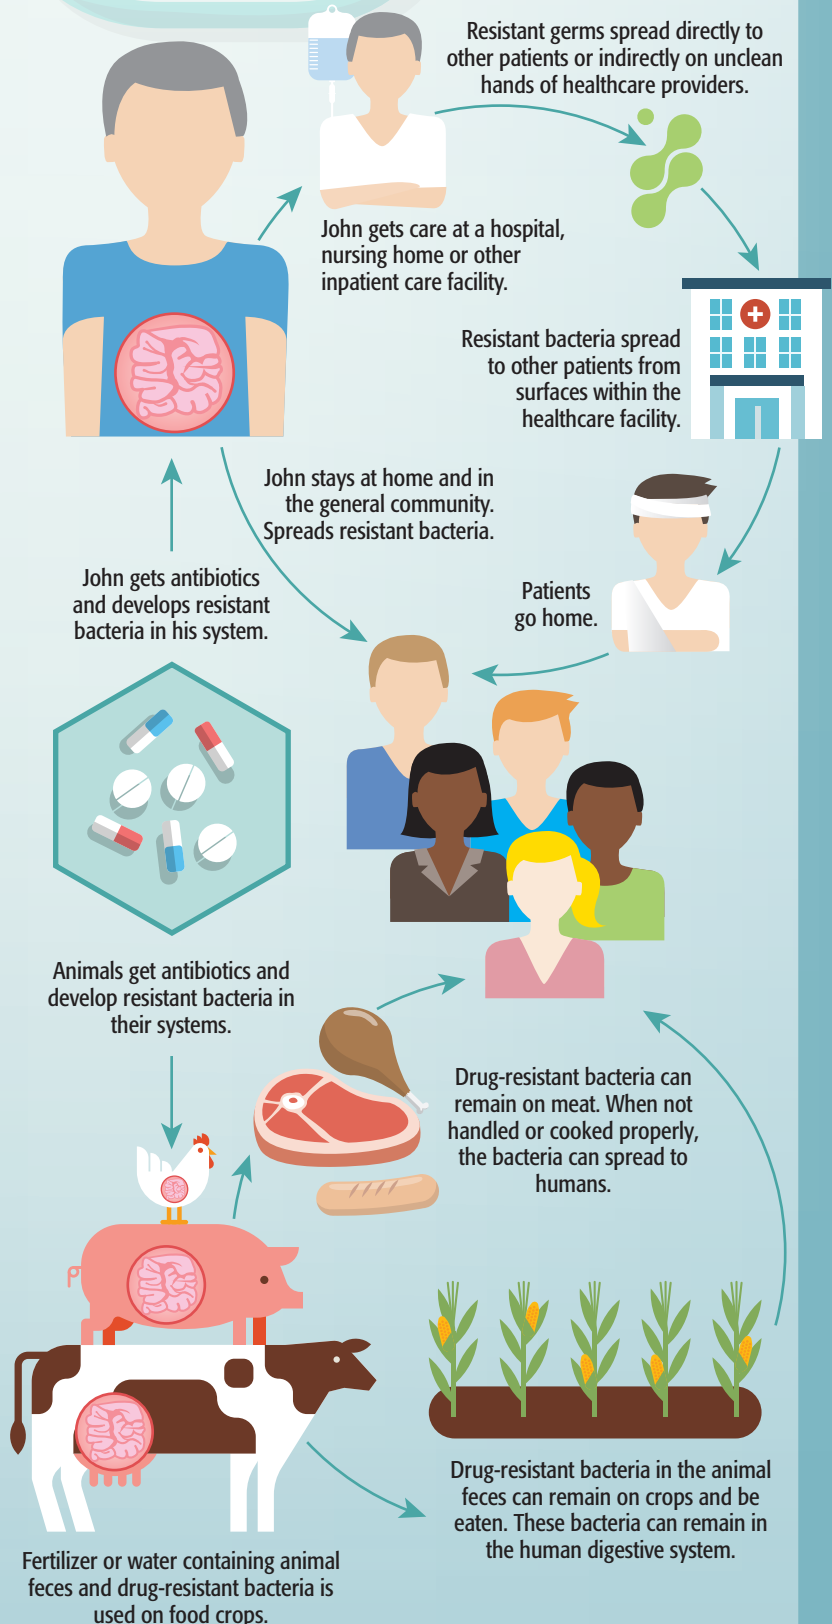 Resistant germs spread directly to
other patients or indirectly on unclean
hands of healthcare providers.
John gets care at a hospital,
nursing home or other
inpatient care facility.
Resistant bacteria spread
to other patients from
surfaces within the
healthcare facility.
John stays at home and in
the general community.
Spreads resistant bacteria.
John gets antibiotics
and develops resistant
bacteria in his system.
Patients
go home.
Animals get antibiotics and
develop resistant bacteria in
their systems.
Drug-resistant bacteria can
remain on meat. When not
handled or cooked properly,
the bacteria can spread to
humans.
Drug-resistant bacteria in the animal
feces can remain on crops and be
eaten. These bacteria can remain in
the human digestive system.
Fertilizer or water containing animal
feces and drug-resistant bacteria is
used on food crops.